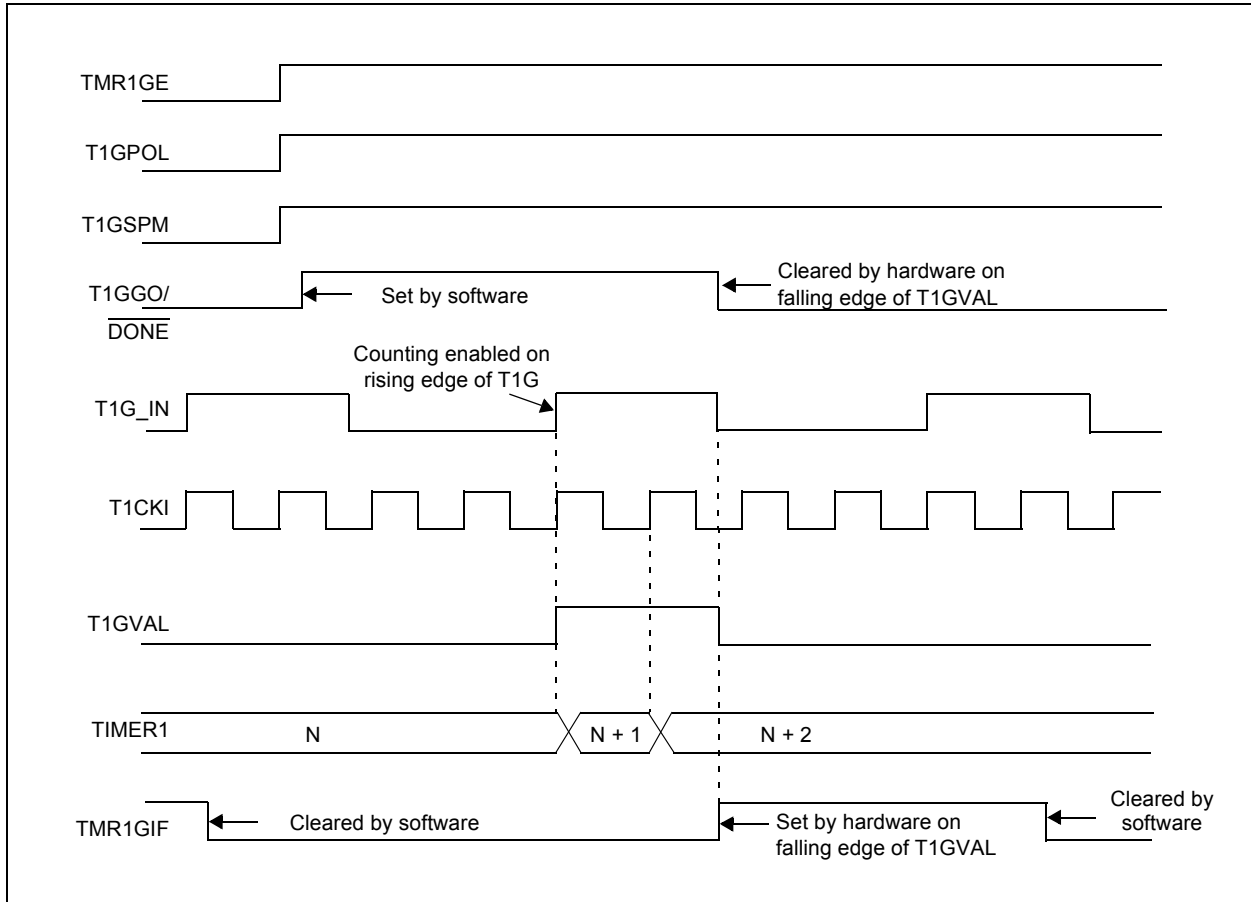 TMR1GE
T1GPOL
T1GSPM
T1GGO/
DONE
Set by software
Cleared by hardware on
falling edge of T1GVAL
Counting enabled on
rising edge of T1G
T1G_IN
T1CKI
T1GVAL
TIMER1
N
N + 1
N + 2
TMR1GIF
Cleared by software
Set by hardware on
falling edge of T1GVAL
Cleared by
software